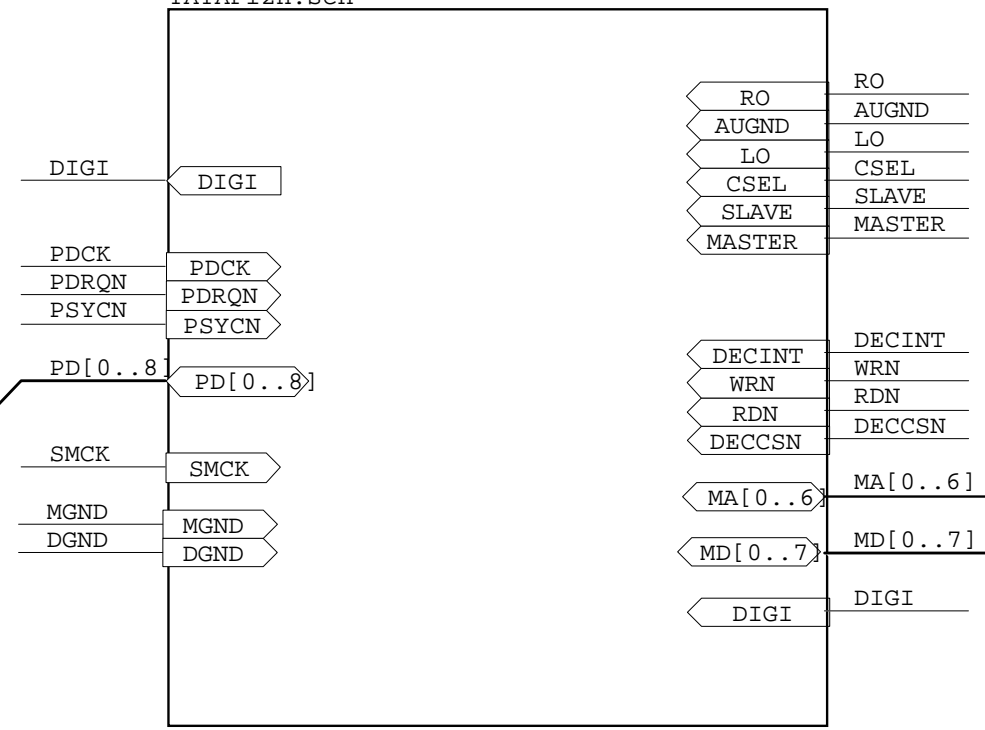 RO
RO
AUGND
AUGND
LO
LO
DIGI
DIGI
CSEL
CSEL
SLAVE
SLAVE
MASTER
MASTER
PDCK
PDCK
PDRQN
PDRQN
PSYCN
PSYCN
DECINT
DECINT
PD[0..8]
PD[0..8]
WRN
WRN
RDN
RDN
DECCSN
DECCSN
SMCK
SMCK
MA[0..6]
MA[0..6]
MGND
MGND
DGND
DGND
MD[0..7]
MD[0..7]
DIGI
DIGI